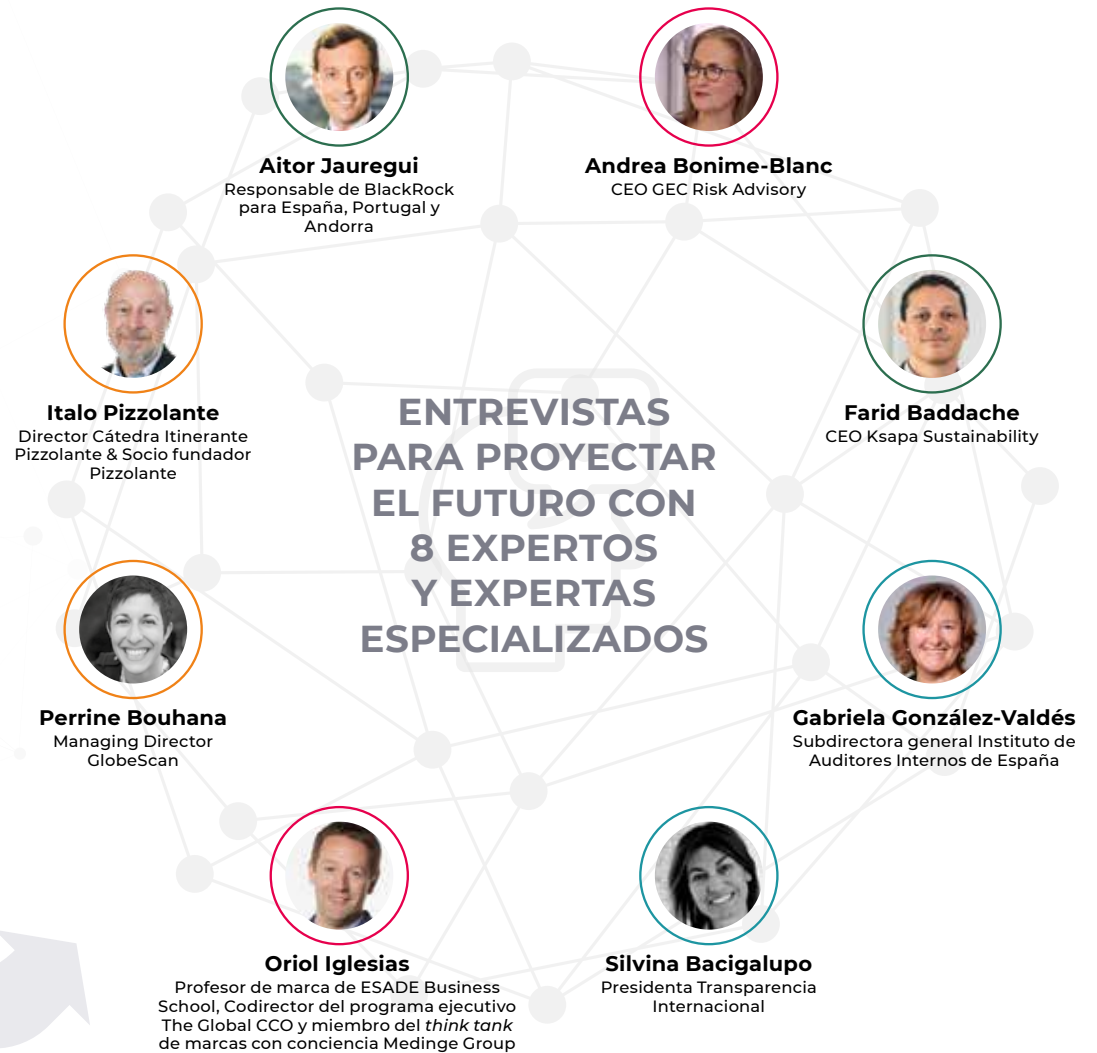 Aitor Jauregui
Responsable de BlackRock
para España, Portugal y
Andorra
Andrea Bonime-Blanc
CEO GEC Risk Advisory
Italo Pizzolante
Director Cátedra Itinerante
Pizzolante & Socio fundador
Pizzolante
ENTREVISTAS
PARA PROYECTAR
EL FUTURO CON
8 EXPERTOS
Y EXPERTAS
ESPECIALIZADOS
Farid Baddache
CEO Ksapa Sustainability
Perrine Bouhana
Managing Director
GlobeScan
Gabriela González-Valdés
Subdirectora general Instituto de
Auditores Internos de España
Oriol Iglesias
Profesor de marca de ESADE Business
School, Codirector del programa ejecutivo
The Global CCO y miembro del think tank
de marcas con conciencia Medinge Group
Silvina Bacigalupo
Presidenta Transparencia
Internacional